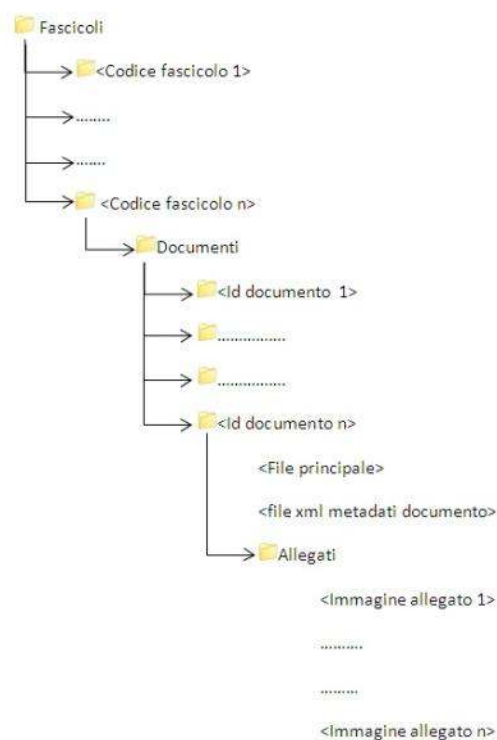 Fascicoli
<Codice fascicolo 1>
........
.......
<Codice fascicolo n>
Documenti
<Id documento 1>
................
................
<Id documento n>
<File principale>
<file xml metadati documento>
Allegati
<Immagine allegato 1>
..........
.........
<Immagine allegato n>